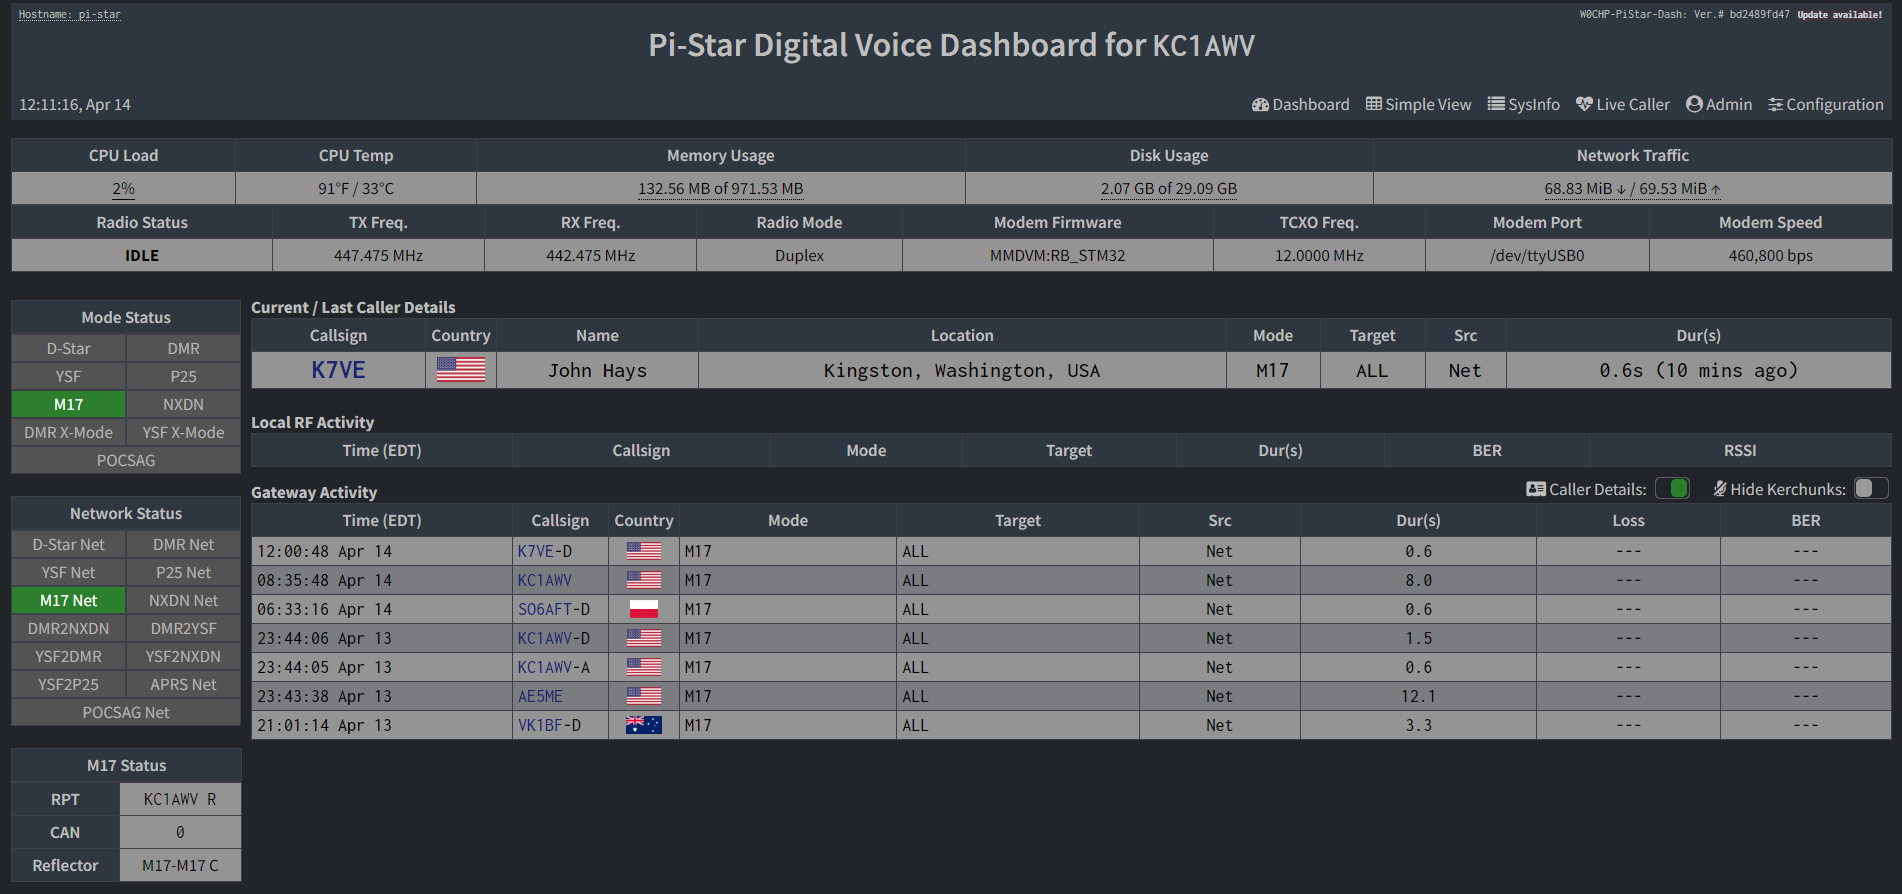 Hostname: pi-star
W0CHP-PiStar-Dash: Ver.# bd2489fd47 Update available!
Pi-Star Digital Voice Dashboard for KC1AWV
12:11:16, Apr 14
Dashboard Simple View SysInfo Live Caller Admin Configuration
CPU Load CPU Temp Memory Usage Disk Usage Network Traffic
2% 91°F / 33°C 132.56 MB of 971.53 MB 2.07 GB of 29.09 GB 68.83 MiB ↓ / 69.53 MiB ↑
Radio Status TX Freq. RX Freq. Radio Mode Modem Firmware TCXO Freq. Modem Port Modem Speed
IDLE 447.475 MHz 442.475 MHz Duplex MMDVM:RB_STM32 12.0000 MHz /dev/ttyUSB0 460,800 bps
Mode Status
D-Star DMR
YSF P25
M17 NXDN
DMR X-Mode YSF X-Mode
POCSAG
Network Status
D-Star Net DMR Net
YSF Net P25 Net
M17 Net NXDN Net
DMR2NXDN DMR2YSF
YSF2DMR YSF2NXDN
YSF2P25 APRS Net
POCSAG Net
M17 Status
RPT KC1AWV R
CAN 0
Reflector M17-M17 C
Current / Last Caller Details
Callsign Country Name Location Mode Target Src Dur(s)
K7VE John Hays Kingston, Washington, USA M17 ALL Net 0.6s (10 mins ago)
Local RF Activity
Time (EDT) Callsign Mode Target Dur(s) BER RSSI
Gateway Activity Caller Details: Hide Kerchunks:
Time (EDT) Callsign Country Mode Target Src Dur(s) Loss BER
12:00:48 Apr 14 K7VE-D M17 ALL Net 0.6 --- ---
08:35:48 Apr 14 KC1AWV M17 ALL Net 8.0 --- ---
06:33:16 Apr 14 SO6AFT-D M17 ALL Net 0.6 --- ---
23:44:06 Apr 13 KC1AWV-D M17 ALL Net 1.5 --- ---
23:44:05 Apr 13 KC1AWV-A M17 ALL Net 0.6 --- ---
23:43:38 Apr 13 AE5ME M17 ALL Net 12.1 --- ---
21:01:14 Apr 13 VK1BF-D M17 ALL Net 3.3 --- ---